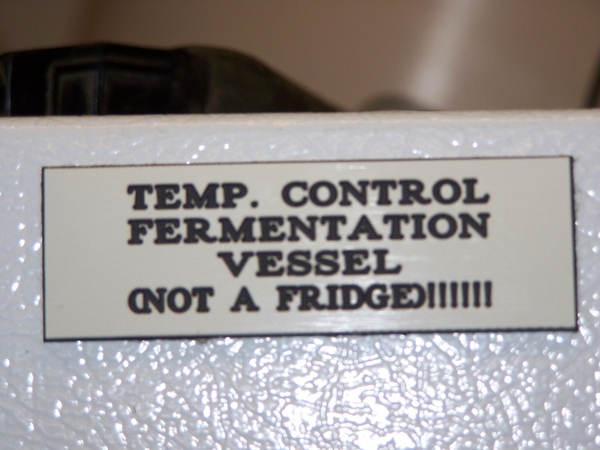 TEMP. CONTROL
FERMENTATION
VESSEL
(NOT A FRIDGE)!!!!!!